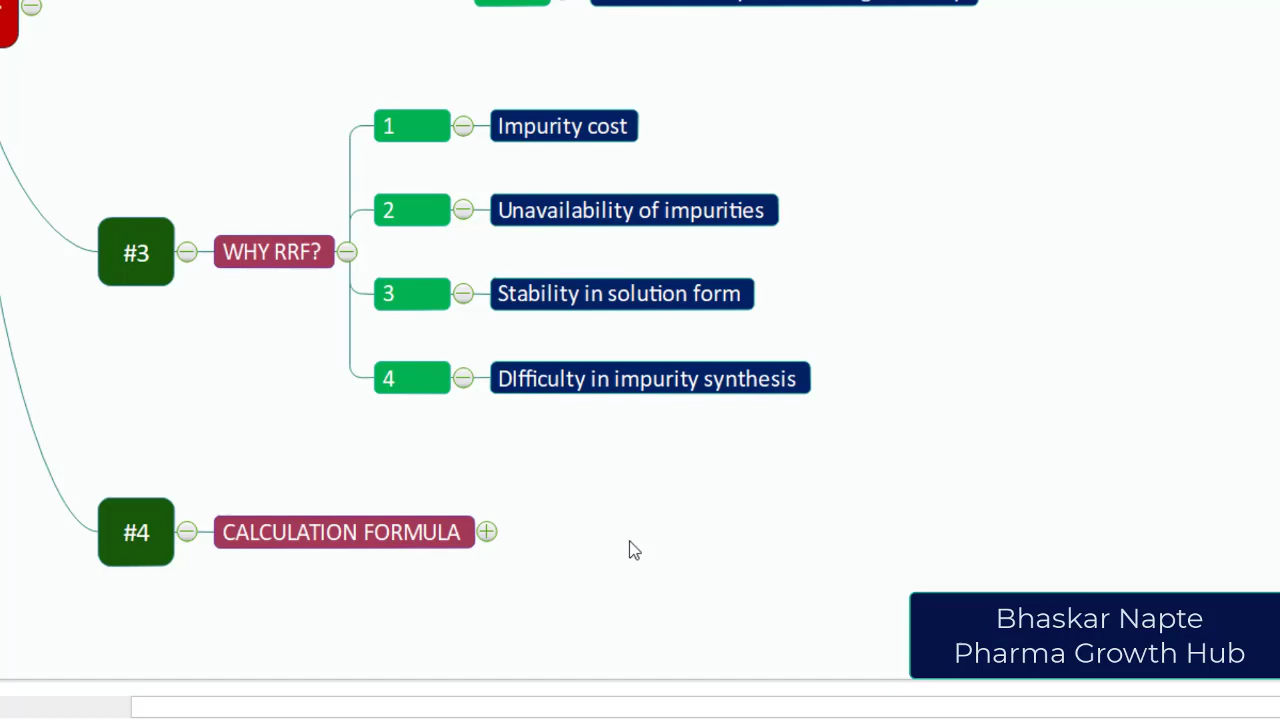 1
Impurity cost
2
Unavailability of impurities
#3
WHY RRF?
3
Stability in solution form
4
DIfficulty in impurity synthesis
#4
CALCULATION FORMULA
Bhaskar Napte
Pharma Growth Hub